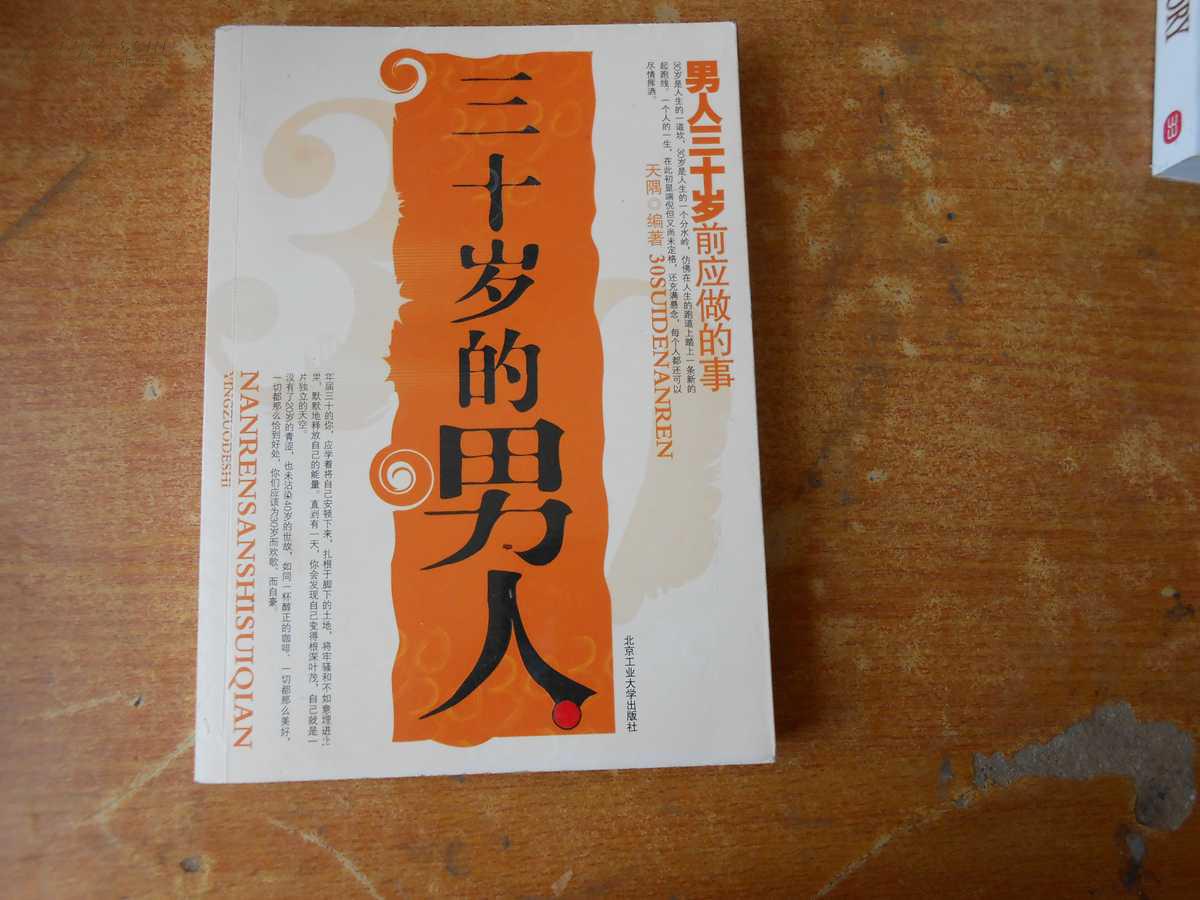 男人三十岁前应做的事
30岁是人生的一道坎，30岁是人生的一个分水岭，仿佛在人生的跑道上踏上一条新的
起跑线。一个人的一生，在此初显端倪但又尚未定格，还充满悬念，每个人都还可以
尽情挥洒。
天隅◎编著 30SUIDENANREN
三十岁的男人
北京工业大学出版社
年届三十的你，应学着将自己安顿下来，扎根于脚下的土地，将牢骚和不如意埋进土
里，默默地释放自己的能量。直到有一天，你会发现自己变得根深叶茂，自己就是一
片独立的天空。
没有了20岁的青涩，也未沾染40岁的世故，如同一杯醇正的咖啡，一切都那么美好，
一切都那么恰到好处，你们应该为30岁而欢歌，而自豪。
NANRENSANSHISUIQIAN
YINGZUODESHI
ORY